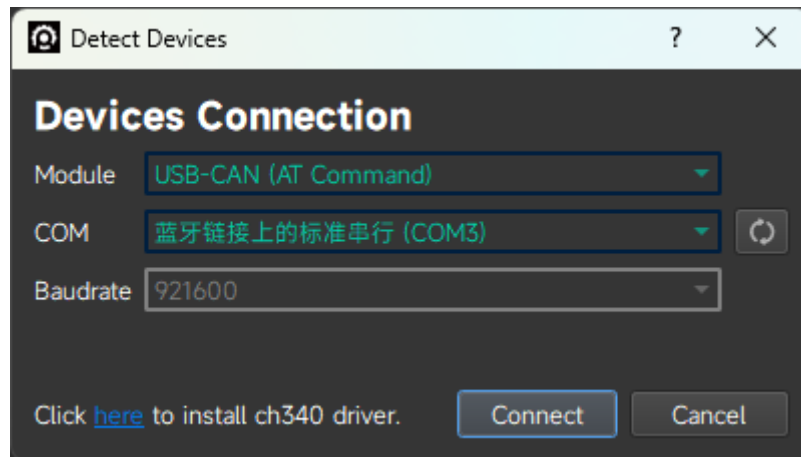 Detect Devices
?
Devices Connection
Module USB-CAN (AT Command)
COM 蓝牙链接上的标准串行 (COM3)
Baudrate 921600
Click here to install ch340 driver. Connect Cancel